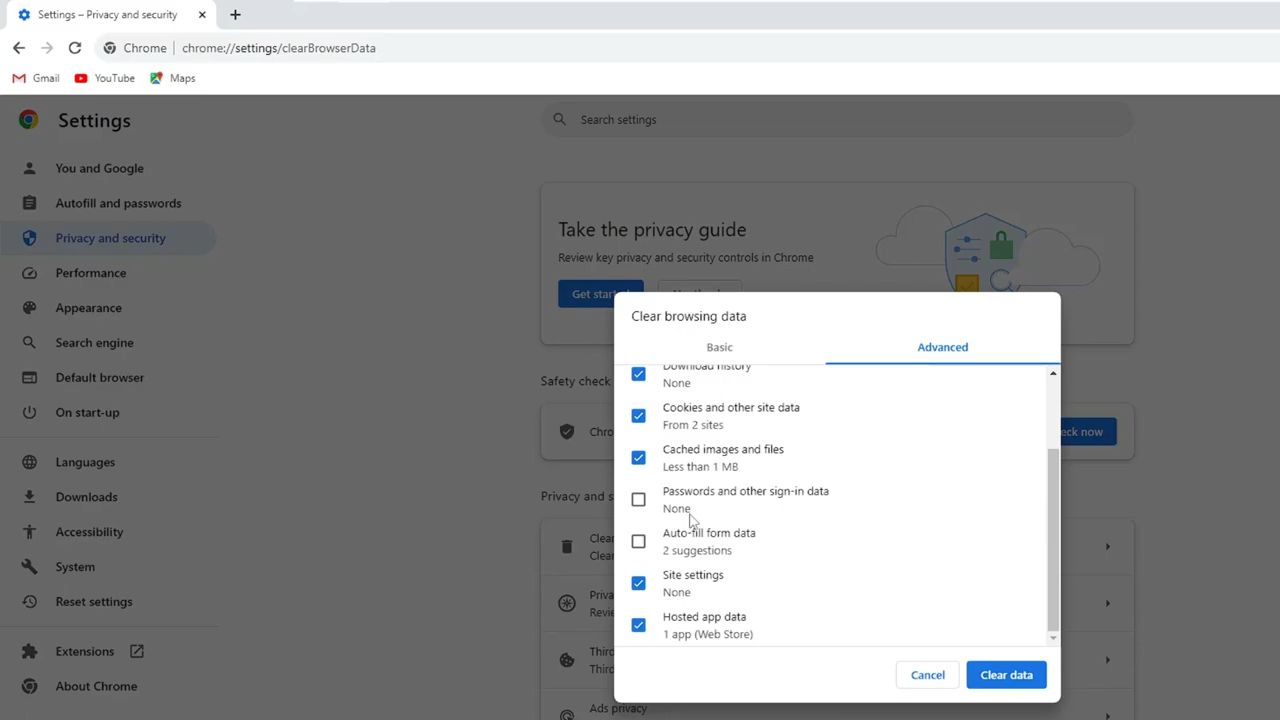 Settings – Privacy and security
Chrome
chrome://settings/clearBrowserData
Gmail
YouTube
Maps
Settings
Search settings
You and Google
Autofill and passwords
Privacy and security
Performance
Appearance
Search engine
Default browser
On start-up
Languages
Downloads
Accessibility
System
Reset settings
Extensions
About Chrome
Take the privacy guide
Review key privacy and security controls in Chrome
Get
Safety check
Privacy and
Ads privacy
Clear browsing data
Basic
Advanced
Download history
None
Cookies and other site data
From 2 sites
Cached images and files
Less than 1 MB
Passwords and other sign-in data
None
Auto-fill form data
2 suggestions
Site settings
None
Hosted app data
1 app (Web Store)
Cancel
Clear data
now